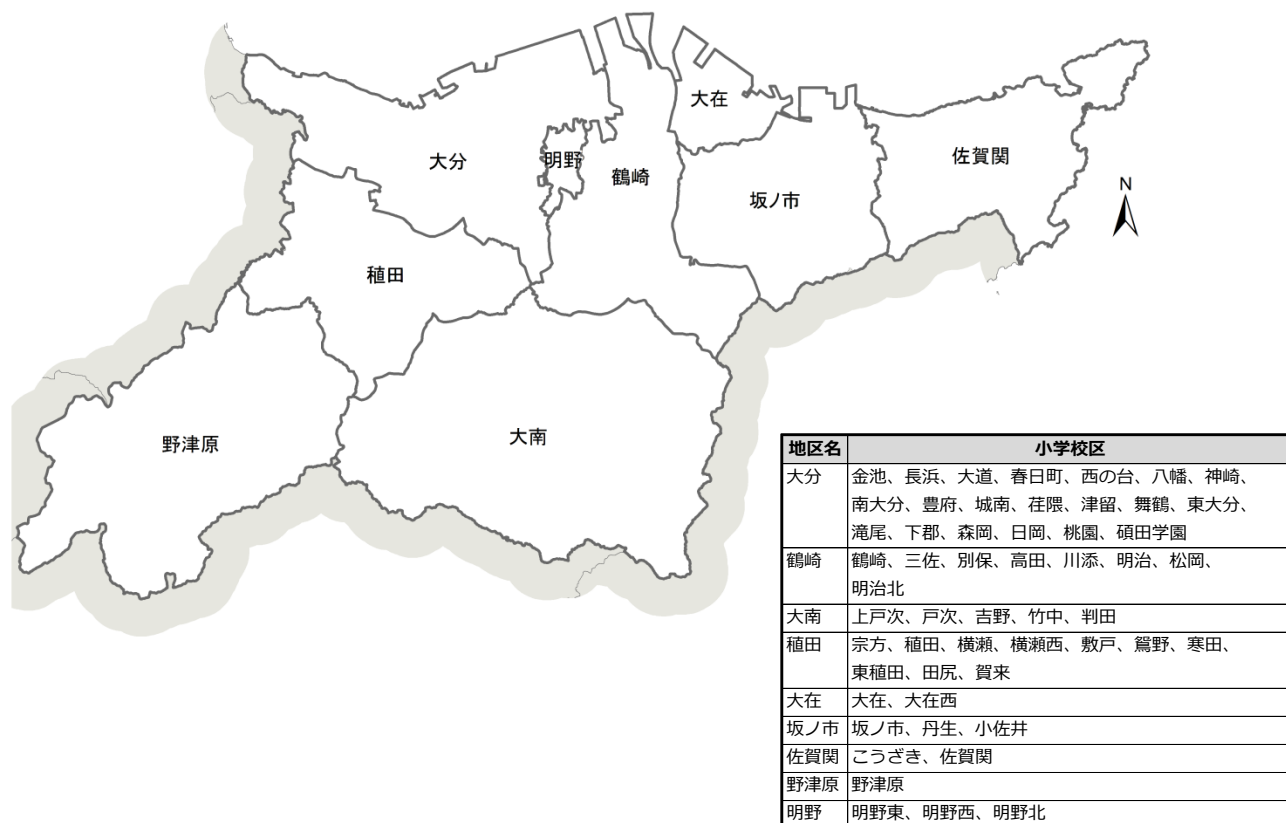 大在
大分
明野
佐賀関
鶴崎
坂ノ市
N
稙田
野津原
大南
地区名 小学校区
大分 金池、長浜、大道、春日町、西の台、八幡、神崎、
南大分、豊府、城南、荏隈、津留、舞鶴、東大分、
滝尾、下郡、森岡、日岡、桃園、碩田学園
鶴崎 鶴崎、三佐、別保、高田、川添、明治、松岡、
明治北
大南 上戸次、戸次、吉野、竹中、判田
稙田 宗方、稙田、横瀬、横瀬西、敷戸、鴛野、寒田、
東稙田、田尻、賀来
大在 大在、大在西
坂ノ市 坂ノ市、丹生、小佐井
佐賀関 こうざき、佐賀関
野津原 野津原
明野 明野東、明野西、明野北